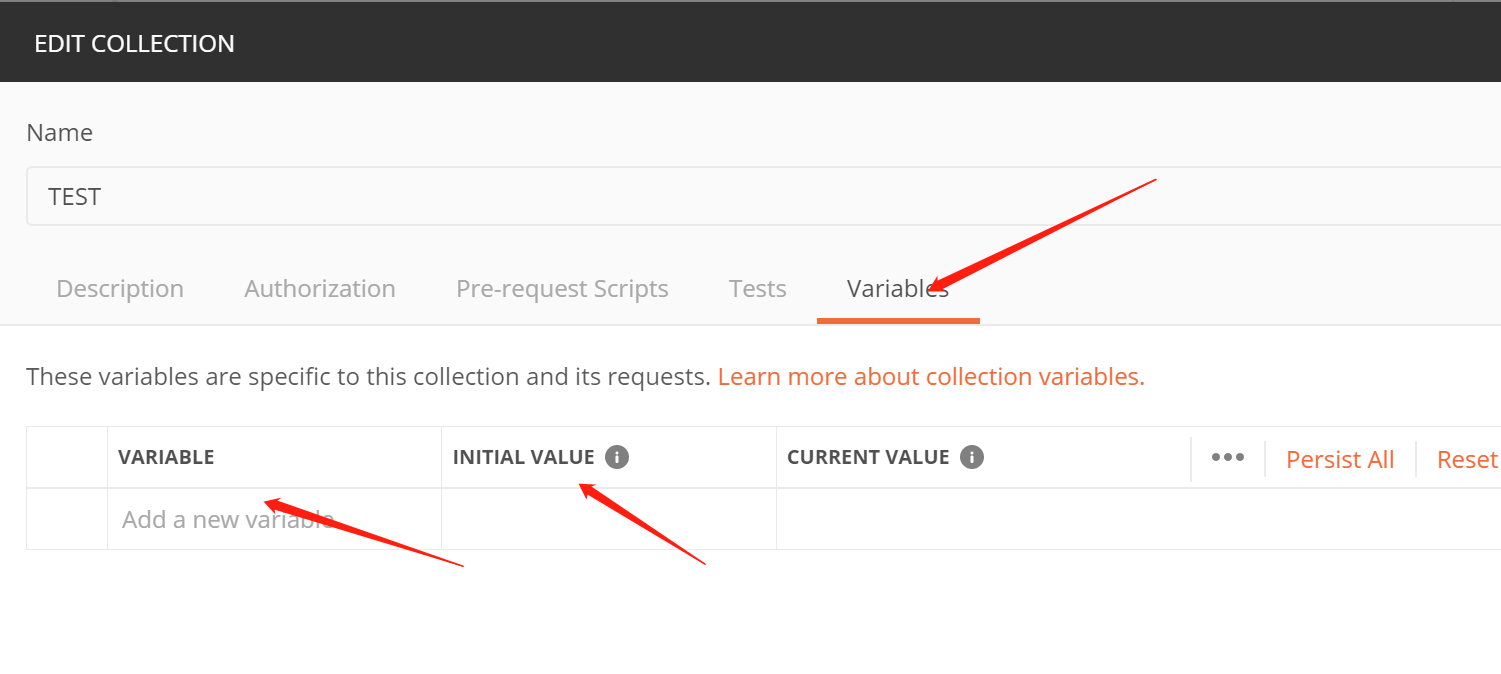 EDIT COLLECTION
Name
TEST
Description Authorization Pre-request Scripts Tests Variables
These variables are specific to this collection and its requests. Learn more about collection variables.
VARIABLE INITIAL VALUE CURRENT VALUE Persist All Reset
Add a new variable